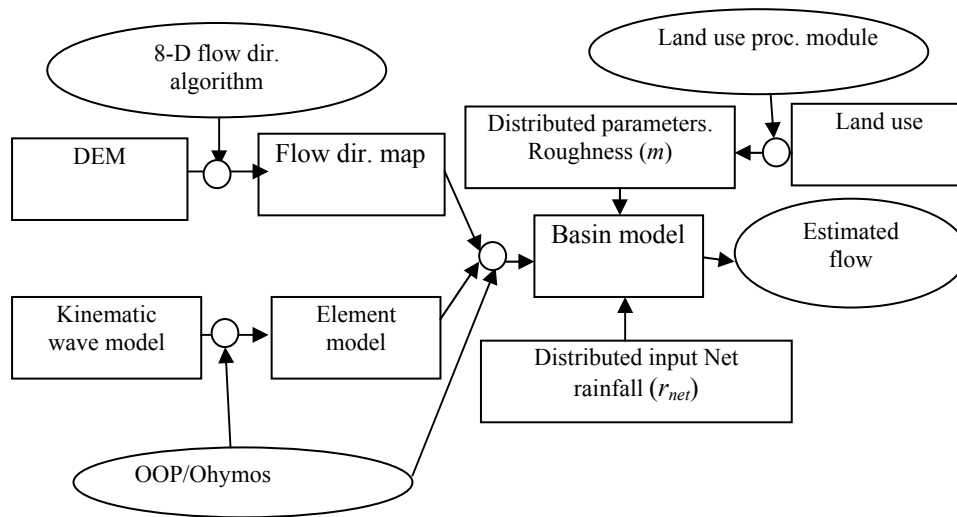 8-D flow dir.
algorithm
Land use proc. module
DEM
Flow dir. map
Distributed parameters.
Roughness (m)
Land use
Basin model
Estimated
flow
Kinematic
wave model
Element
model
Distributed input Net
rainfall (r_net)
OOP/Ohymos